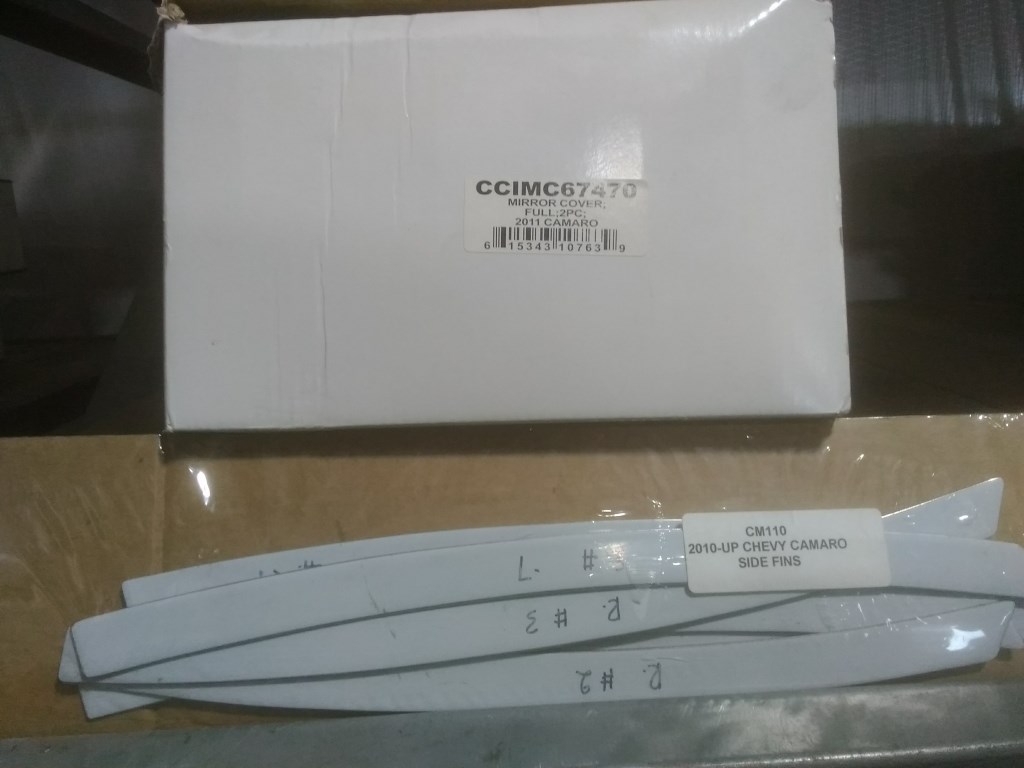 CCIMC67470
MIRROR COVER;
FULL;2PC;
2011 CAMARO
6 15343 10763 9
CM110
2010-UP CHEVY CAMARO
SIDE FINS
R. #3
R. #2